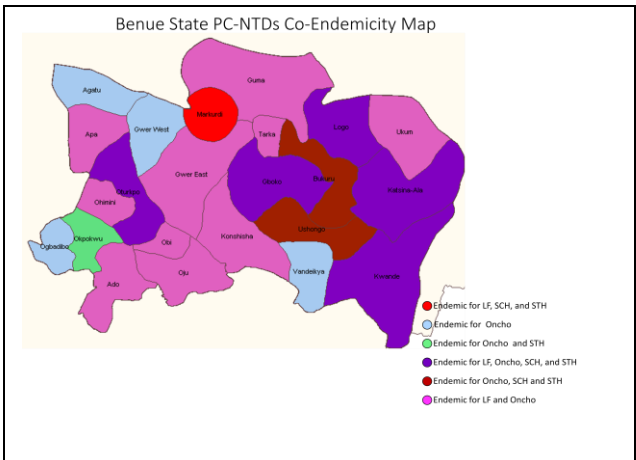 Benue State PC-NTDs Co-Endemicity Map
Guma
Agatu
Makurdi
Logo
Gwer West
Apa
Tarka
Ukum
Gwer East
Gboko
Buruku
Katsina-Ala
Ohimini
Ushongo
Konshisha
Obi
Okpokwu
Ogbadibo
Oju
Vandeikya
Kwande
Ado
Endemic for LF, SCH, and STH
Endemic for Oncho
Endemic for Oncho and STH
Endemic for LF, Oncho, SCH, and STH
Endemic for Oncho, SCH and STH
Endemic for LF and Oncho